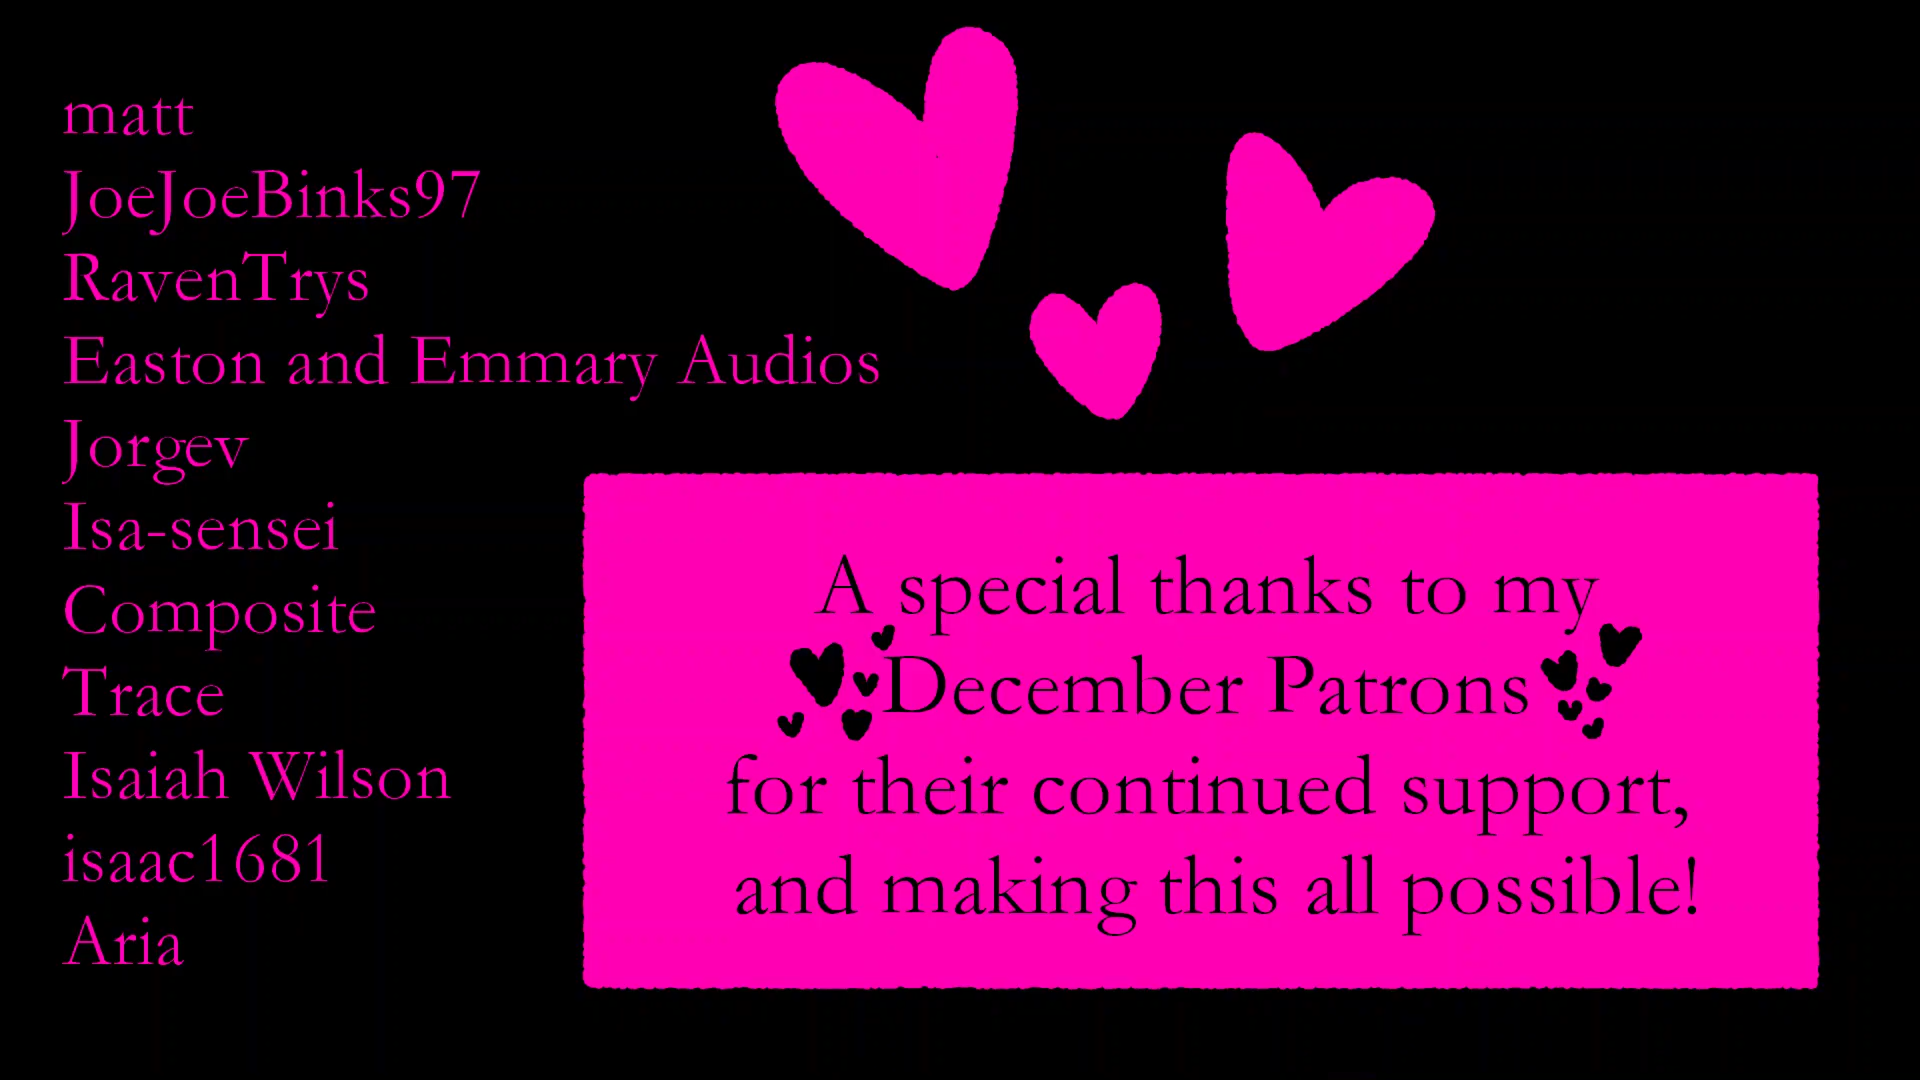 matt
JoeJoeBinks97
RavenTrys
Easton and Emmary Audios
Jorgev
Isa-sensei
Composite
Trace
Isaiah Wilson
isaac1681
Aria
A special thanks to my
December Patrons
for their continued support,
and making this all possible!